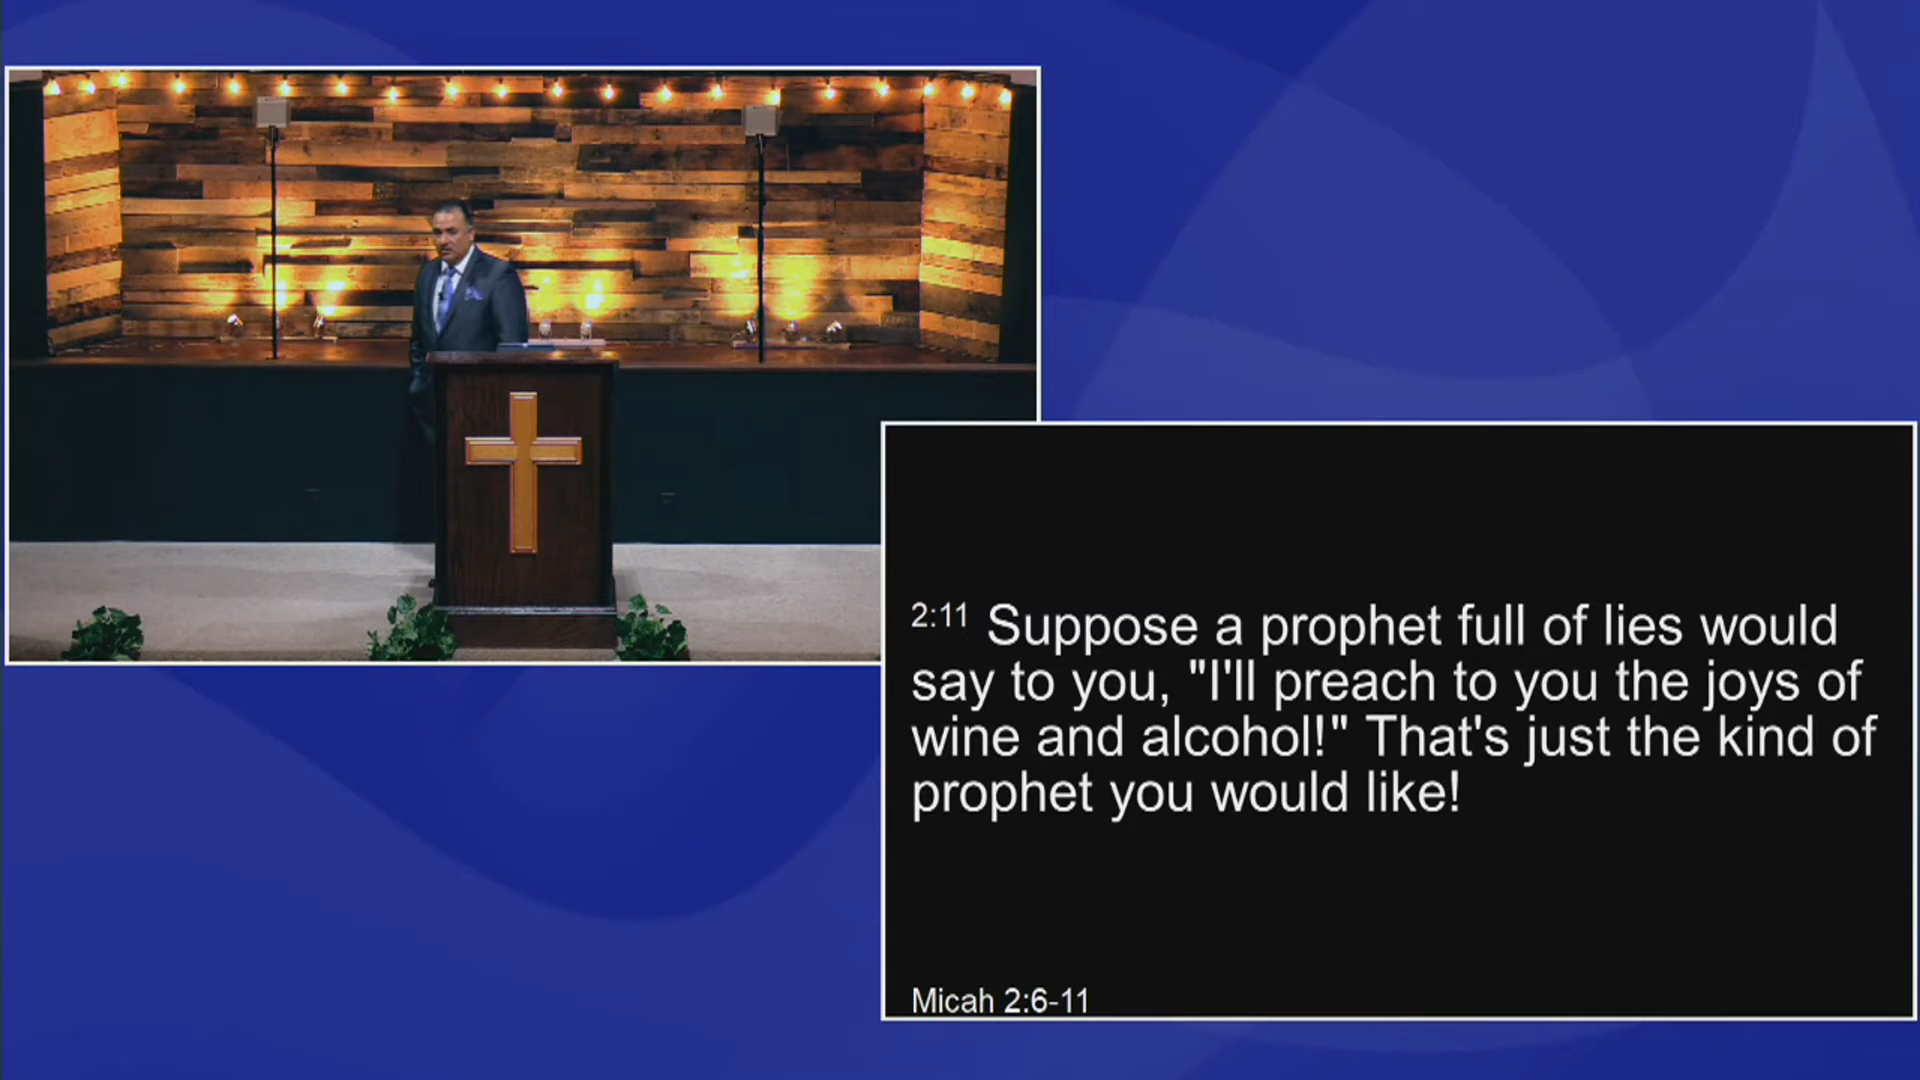 2:11 Suppose a prophet full of lies would
say to you, "I'll preach to you the joys of
wine and alcohol!" That's just the kind of
prophet you would like!
Micah 2:6-11